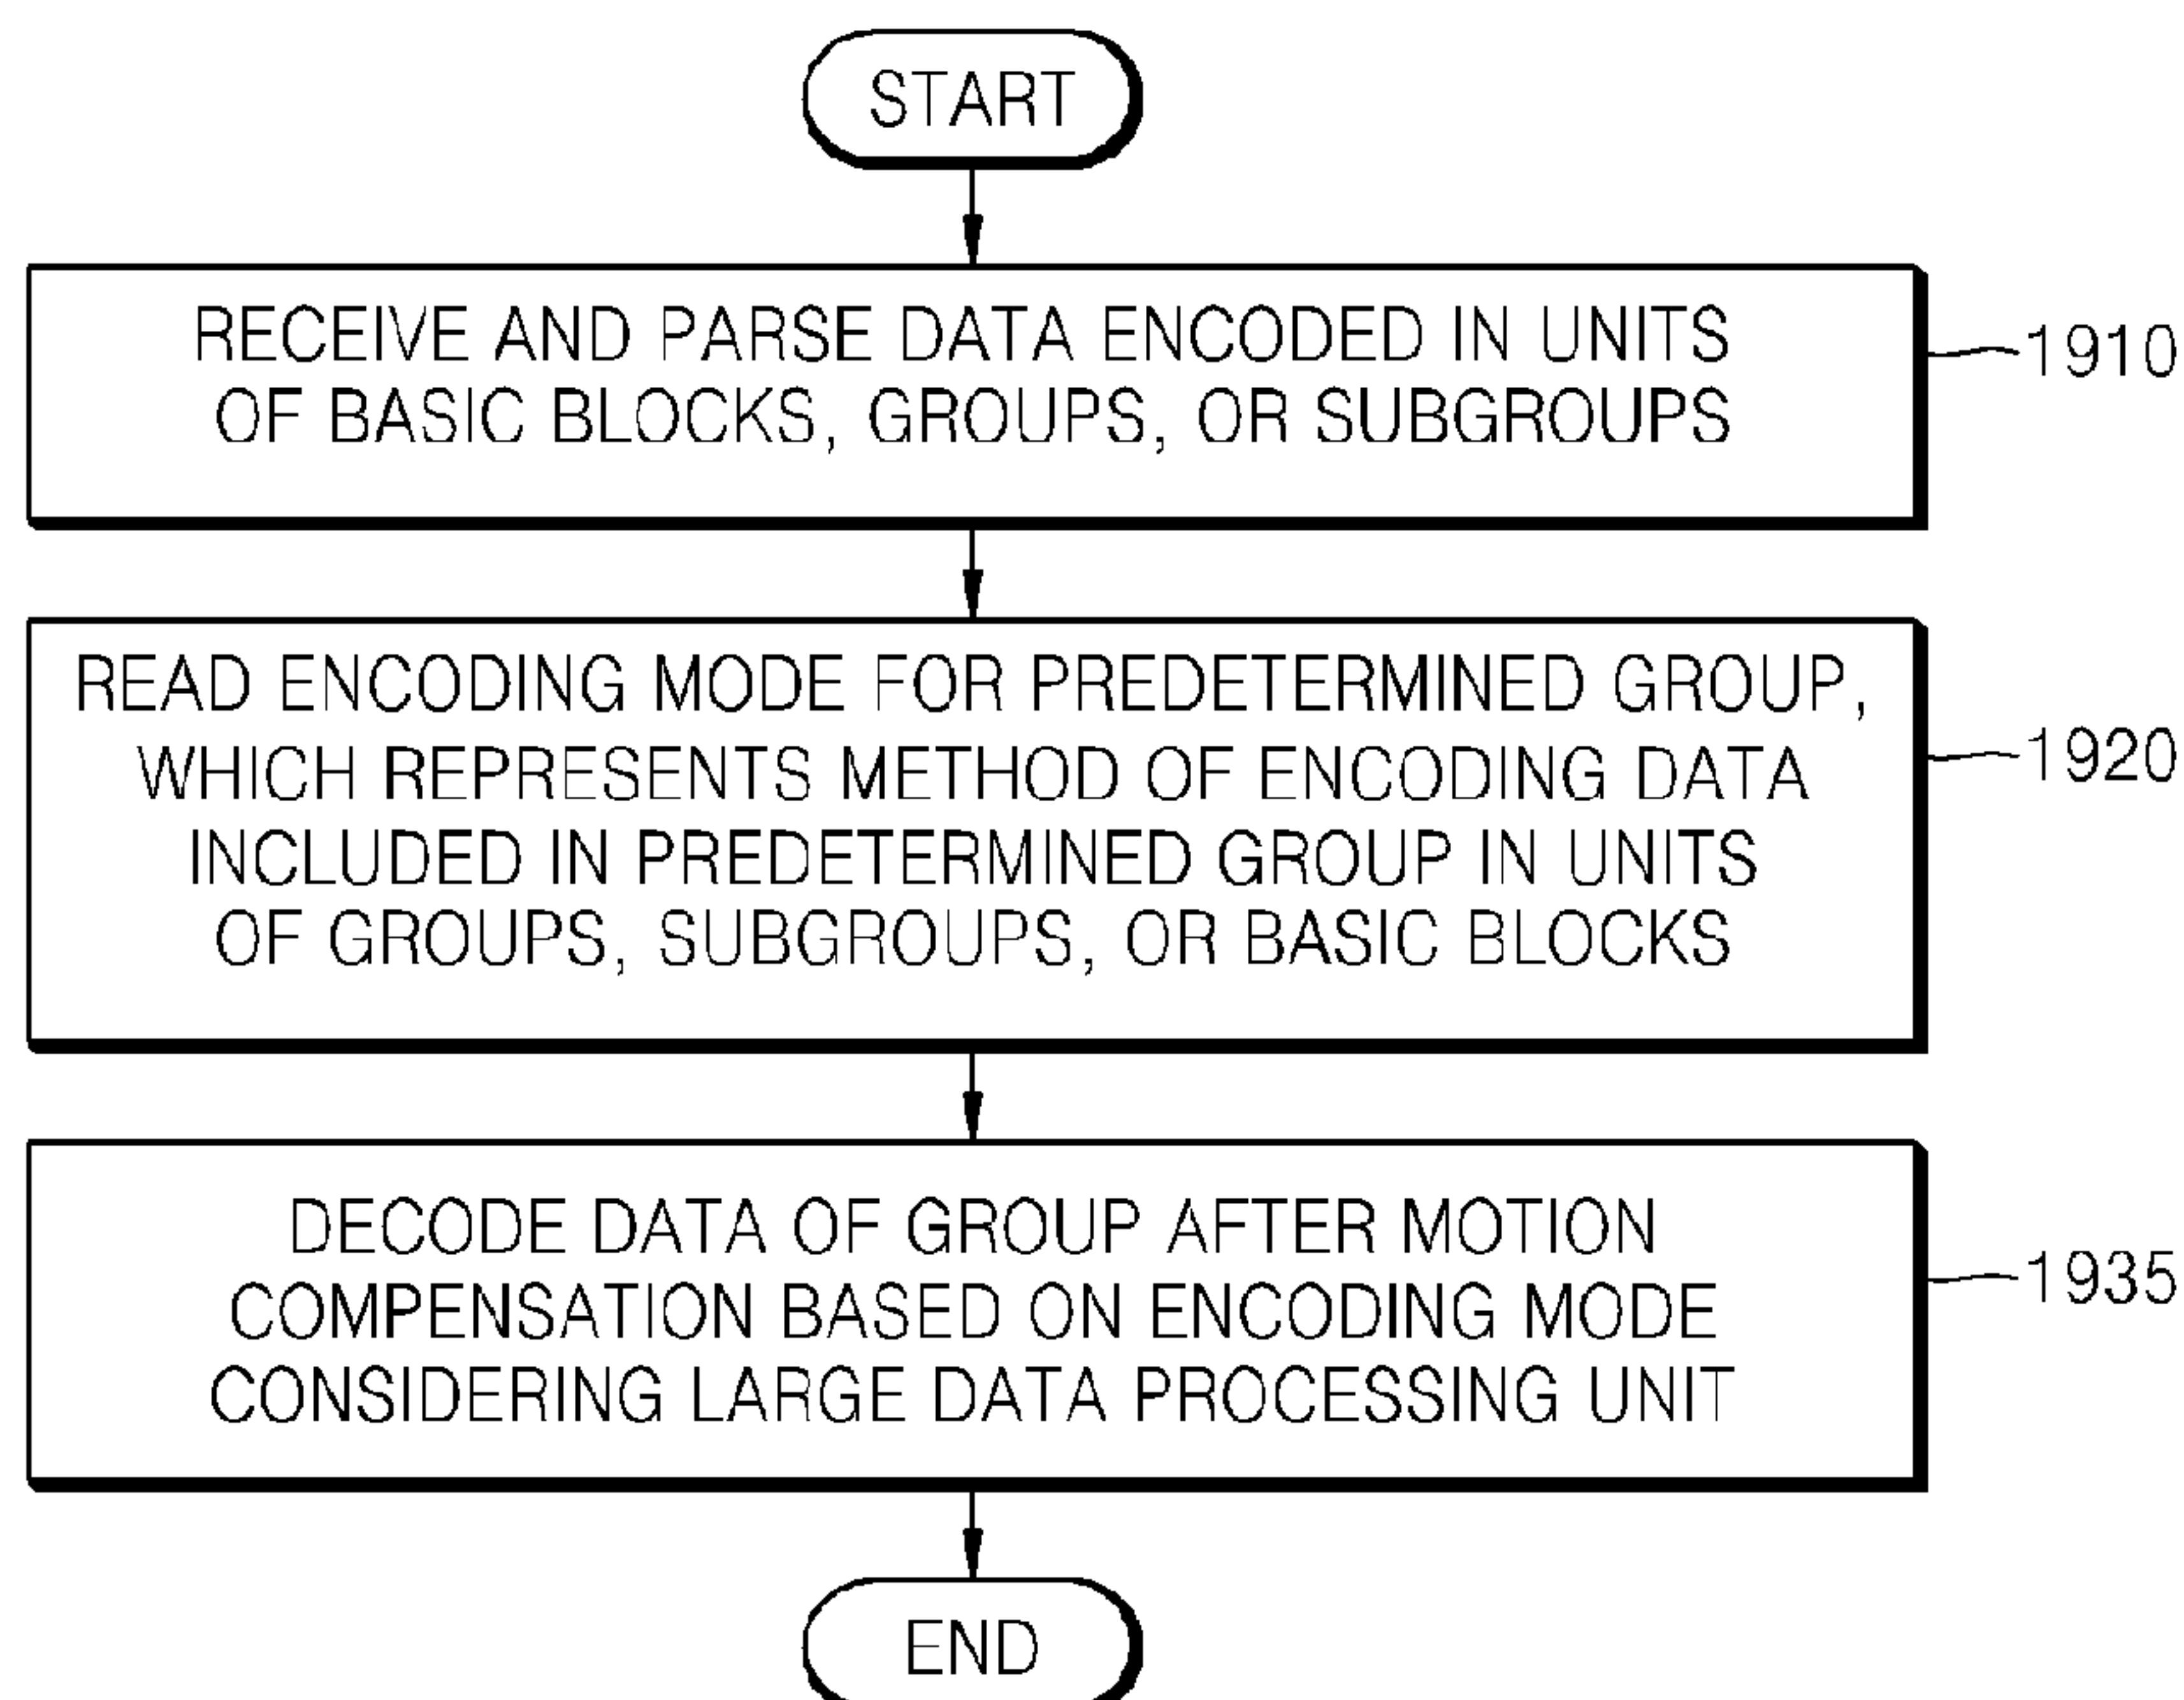 START
RECEIVE AND PARSE DATA ENCODED IN UNITS
OF BASIC BLOCKS, GROUPS, OR SUBGROUPS
1910
READ ENCODING MODE FOR PREDETERMINED GROUP,
WHICH REPRESENTS METHOD OF ENCODING DATA
INCLUDED IN PREDETERMINED GROUP IN UNITS
OF GROUPS, SUBGROUPS, OR BASIC BLOCKS
1920
DECODE DATA OF GROUP AFTER MOTION
COMPENSATION BASED ON ENCODING MODE
CONSIDERING LARGE DATA PROCESSING UNIT
1935
END